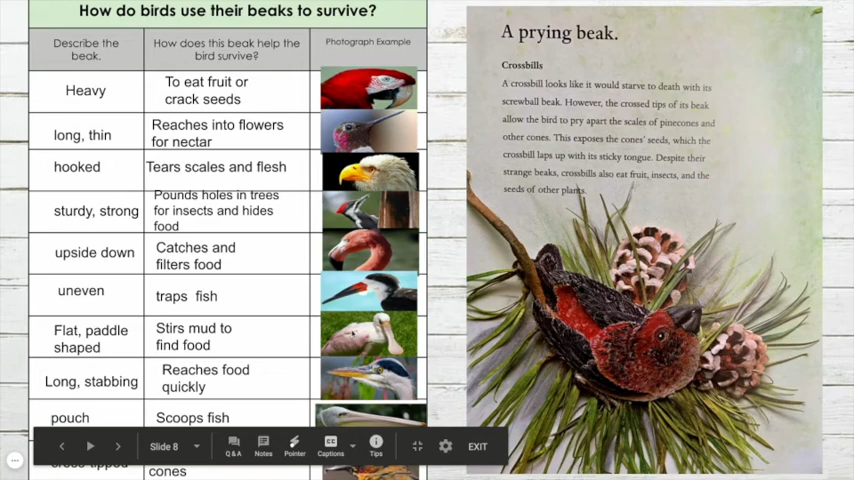 How do birds use their beaks to survive?
Describe the
beak.
How does this beak help the
bird survive?
Photograph Example
Heavy
To eat fruit or
crack seeds
long, thin
Reaches into flowers
for nectar
hooked
Tears scales and flesh
sturdy, strong
Pounds holes in trees
for insects and hides
food
upside down
Catches and
filters food
uneven
traps fish
Flat, paddle
shaped
Stirs mud to
find food
Long, stabbing
Reaches food
quickly
pouch
Scoops fish
cones
Slide 8
Q&A
Notes
Pointer
Captions
Tips
EXIT
A prying beak.
Crossbills
A crossbill looks like it would starve to death with its
screwball beak. However, the crossed tips of its beak
allow the bird to pry apart the scales of pinecones and
other cones. This exposes the cones' seeds, which the
crossbill laps up with its sticky tongue. Despite their
strange beaks, crossbills also eat fruit, insects, and the
seeds of other plants.